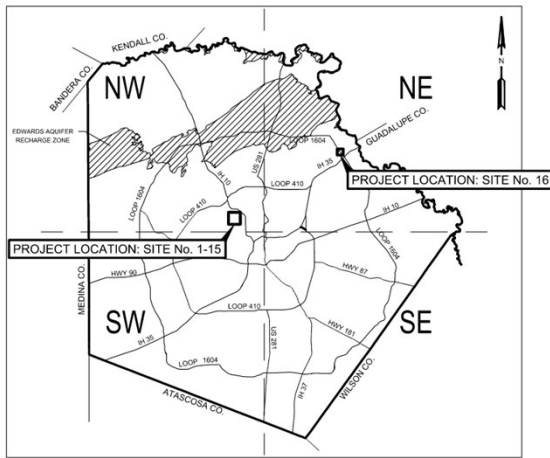 KENDALL CO.
BANDERA CO.
NW
NE
N
EDWARDS AQUIFER
RECHARGE ZONE
LOOP 1604
GUADALUPE CO.
IH 35
US 281
IH 10
LOOP 410
PROJECT LOCATION: SITE No. 16
LOOP 1604
LOOP 410
IH 10
PROJECT LOCATION: SITE No. 1-15
LOOP 1604
MEDINA CO.
HWY 90
HWY 87
SW
SE
LOOP 410
US 281
HWY 181
IH 35
LOOP 1604
IH 37
WILSON CO.
ATASCOSA CO.